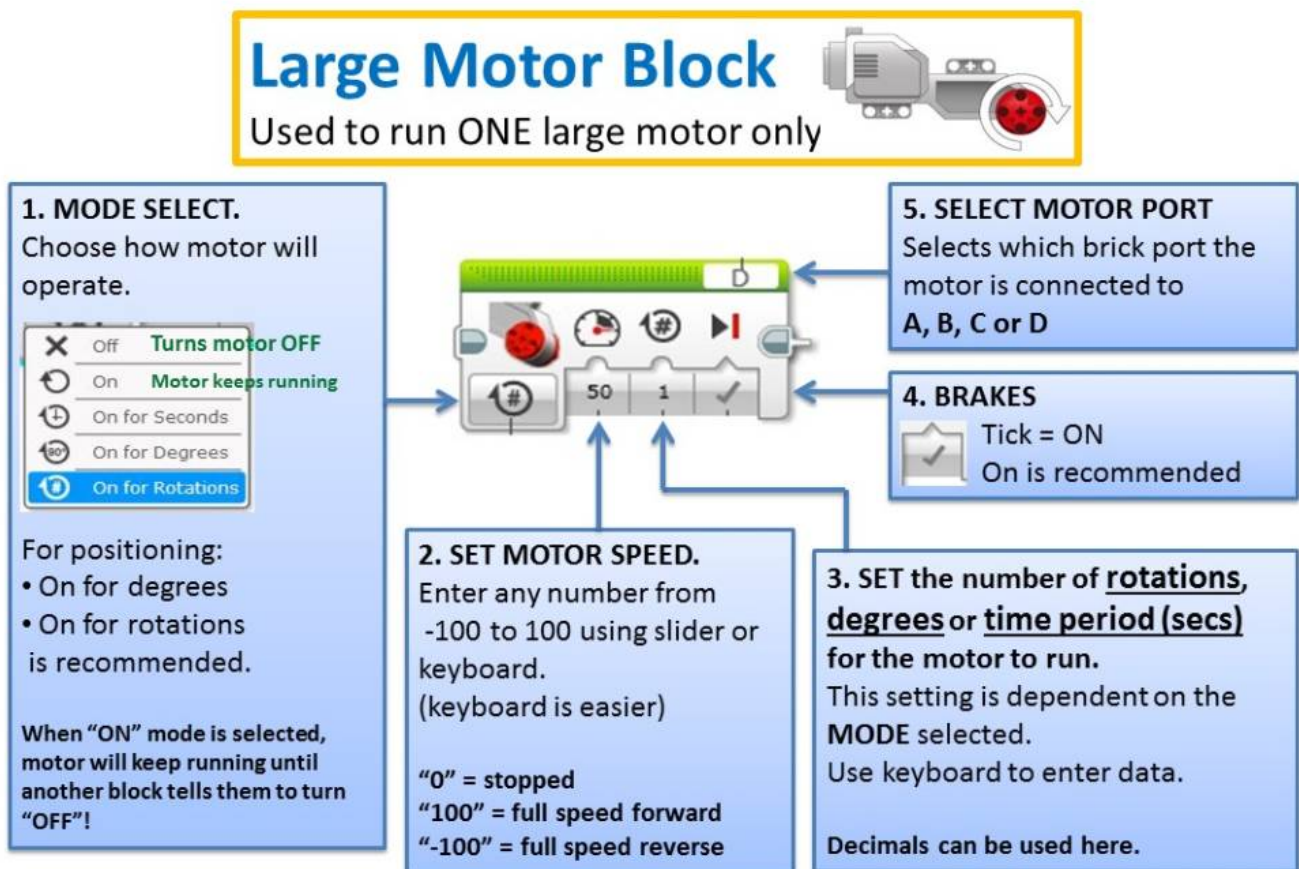 Large Motor Block
Used to run ONE large motor only
1. MODE SELECT.
Choose how motor will
operate.
Off Turns motor OFF
On Motor keeps running
On for Seconds
90° On for Degrees
# On for Rotations
For positioning:
• On for degrees
• On for rotations
is recommended.
When “ON” mode is selected,
motor will keep running until
another block tells them to turn
“OFF”!
D
#
# 50 1
2. SET MOTOR SPEED.
Enter any number from
-100 to 100 using slider or
keyboard.
(keyboard is easier)
“0” = stopped
“100” = full speed forward
“-100” = full speed reverse
5. SELECT MOTOR PORT
Selects which brick port the
motor is connected to
A, B, C or D
4. BRAKES
Tick = ON
On is recommended
3. SET the number of rotations,
degrees or time period (secs)
for the motor to run.
This setting is dependent on the
MODE selected.
Use keyboard to enter data.
Decimals can be used here.